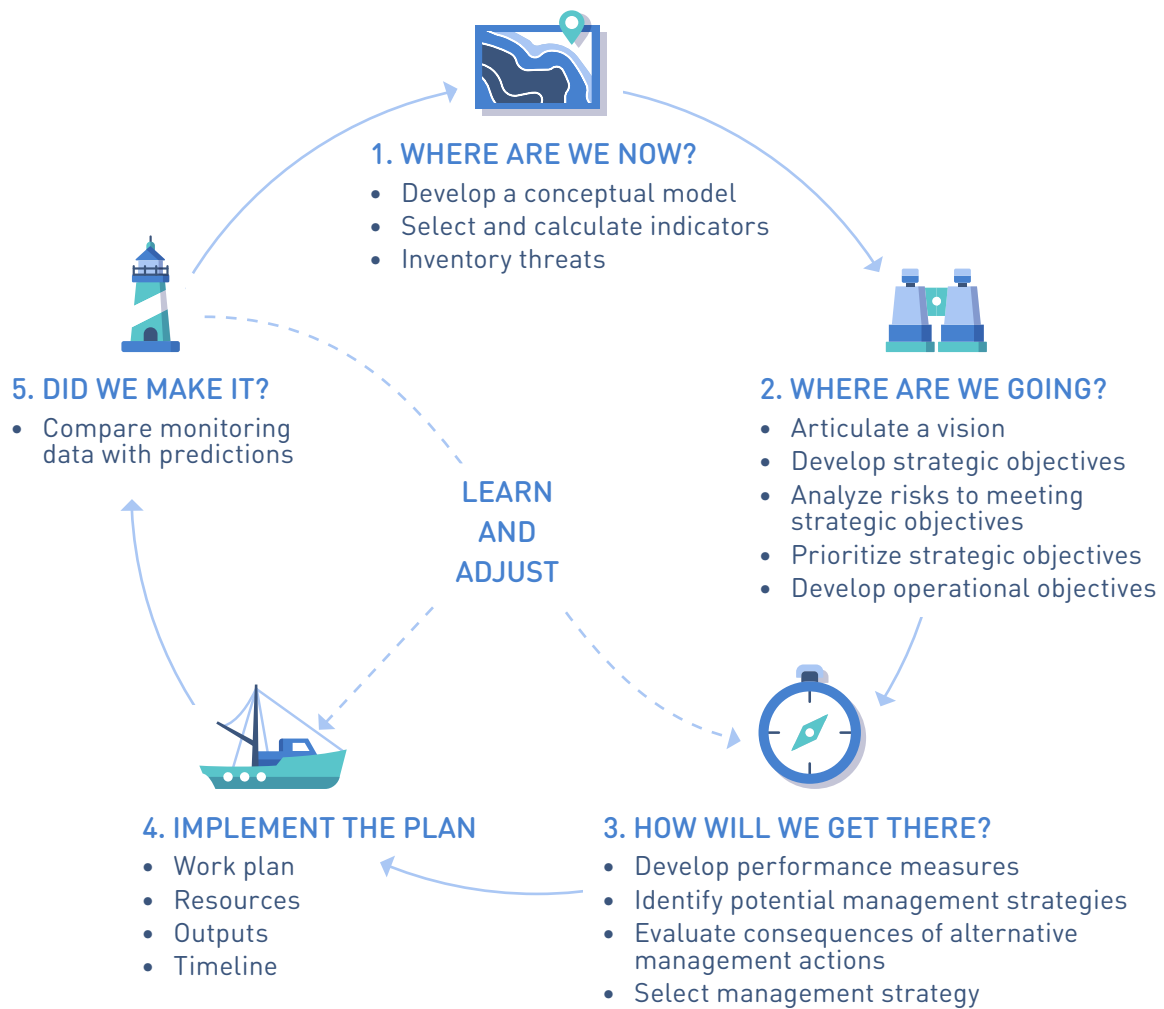 1. WHERE ARE WE NOW?
• Develop a conceptual model
• Select and calculate indicators
• Inventory threats
2. WHERE ARE WE GOING?
• Articulate a vision
• Develop strategic objectives
• Analyze risks to meeting
strategic objectives
• Prioritize strategic objectives
• Develop operational objectives
3. HOW WILL WE GET THERE?
• Develop performance measures
• Identify potential management strategies
• Evaluate consequences of alternative
management actions
• Select management strategy
4. IMPLEMENT THE PLAN
• Work plan
• Resources
• Outputs
• Timeline
5. DID WE MAKE IT?
• Compare monitoring
data with predictions
LEARN
AND
ADJUST